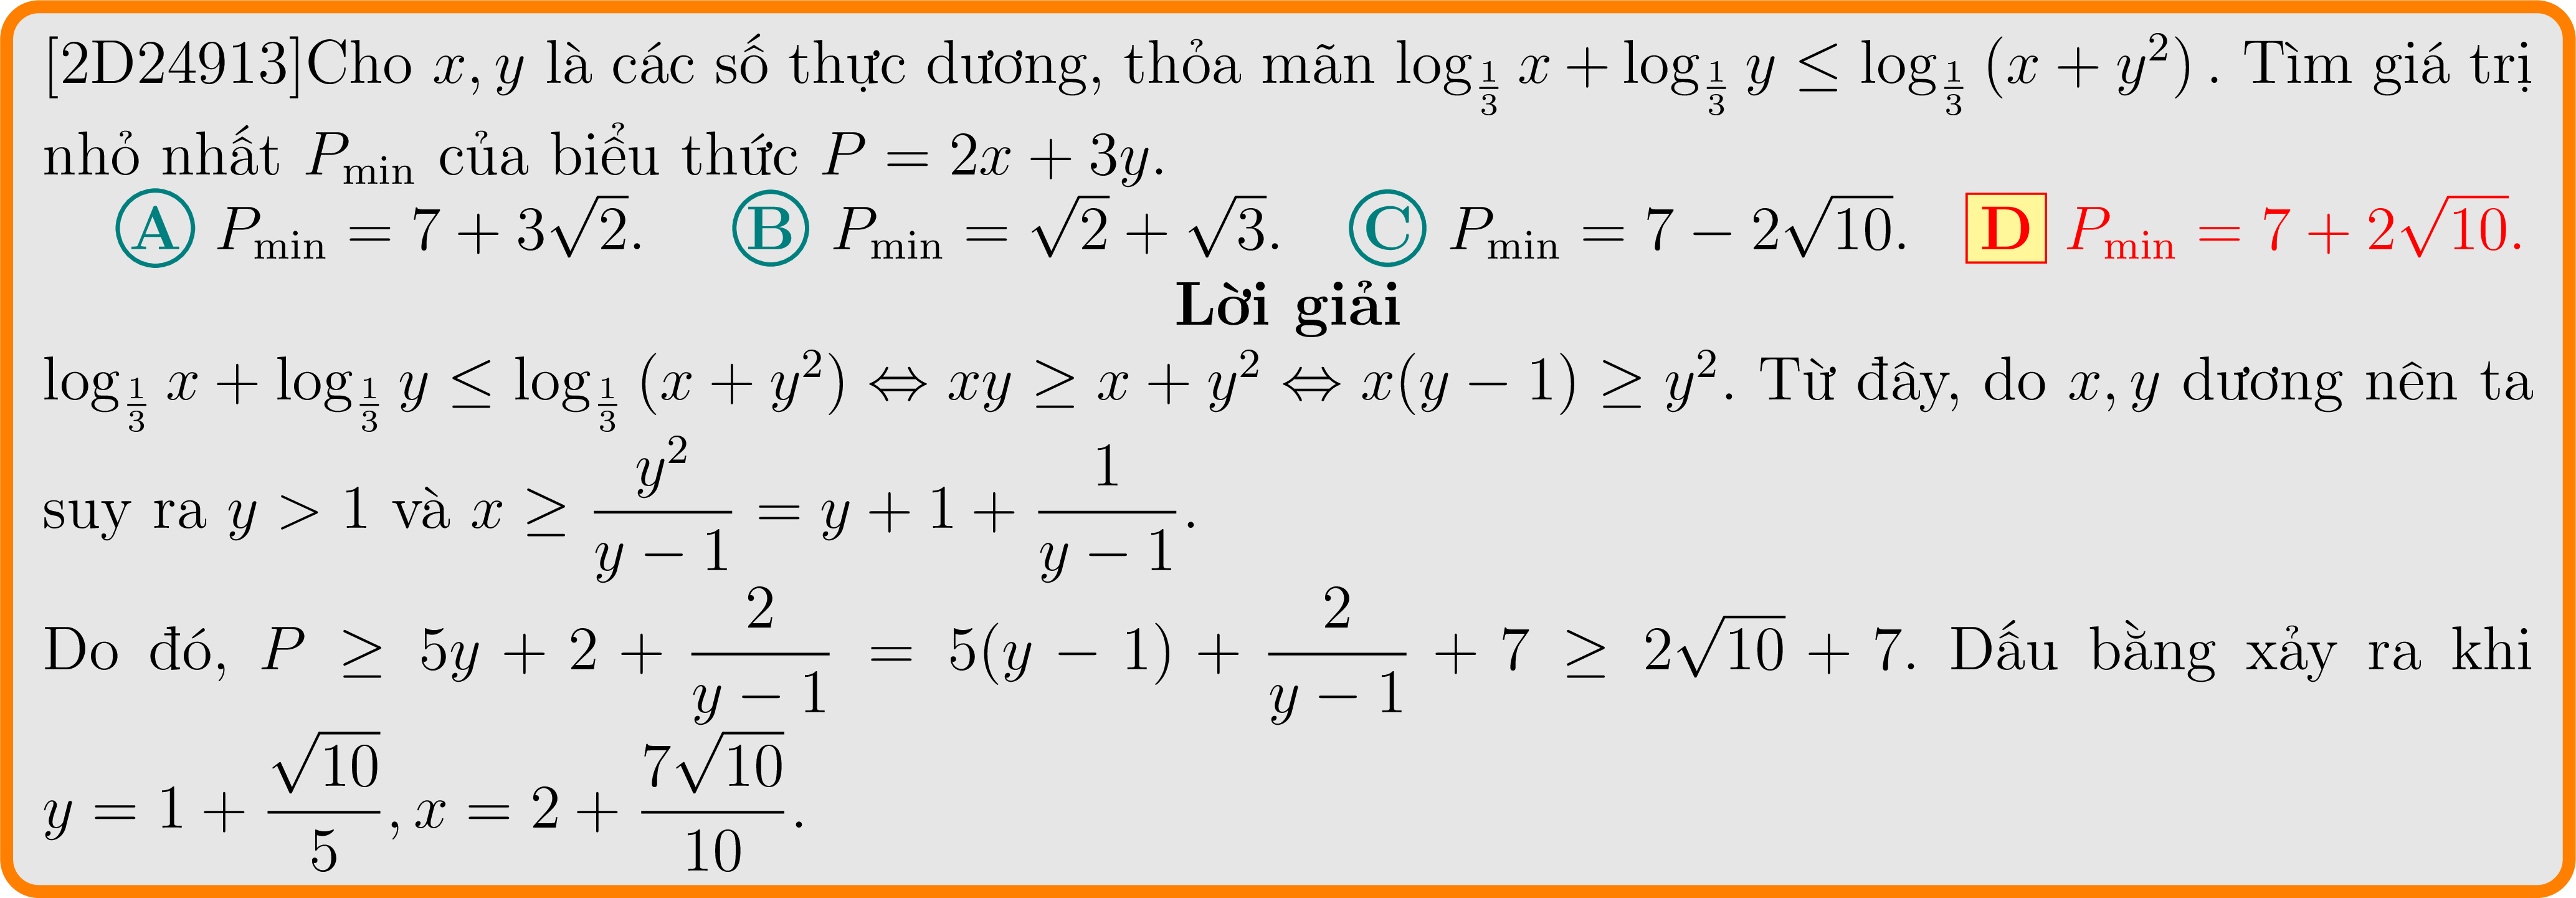 [2D24913]Cho $x, y$ là các số thực dương, thỏa mãn $\log_{\frac{1}{3}} x + \log_{\frac{1}{3}} y \leq \log_{\frac{1}{3}} (x + y^2)$. Tìm giá trị
nhỏ nhất $P_{\min}$ của biểu thức $P = 2x + 3y$.
A $P_{\min} = 7 + 3\sqrt{2}$. B $P_{\min} = \sqrt{2} + \sqrt{3}$. C $P_{\min} = 7 - 2\sqrt{10}$. D $P_{\min} = 7 + 2\sqrt{10}$.
Lời giải
$\log_{\frac{1}{3}} x + \log_{\frac{1}{3}} y \leq \log_{\frac{1}{3}} (x + y^2) \Leftrightarrow xy \geq x + y^2 \Leftrightarrow x(y - 1) \geq y^2$. Từ đây, do $x, y$ dương nên ta
suy ra $y > 1$ và $x \geq \frac{y^2}{y - 1} = y + 1 + \frac{1}{y - 1}$.
Do đó, $P \geq 5y + 2 + \frac{2}{y - 1} = 5(y - 1) + \frac{2}{y - 1} + 7 \geq 2\sqrt{10} + 7$. Dấu bằng xảy ra khi
$y = 1 + \frac{\sqrt{10}}{5}, x = 2 + \frac{7\sqrt{10}}{10}$.